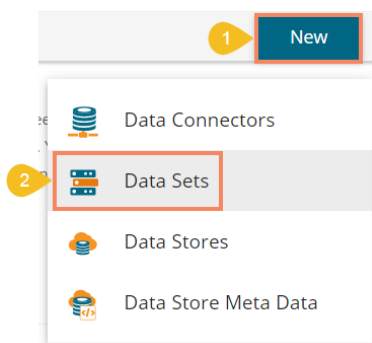 1 New
Data Connectors
2 Data Sets
Data Stores
Data Store Meta Data